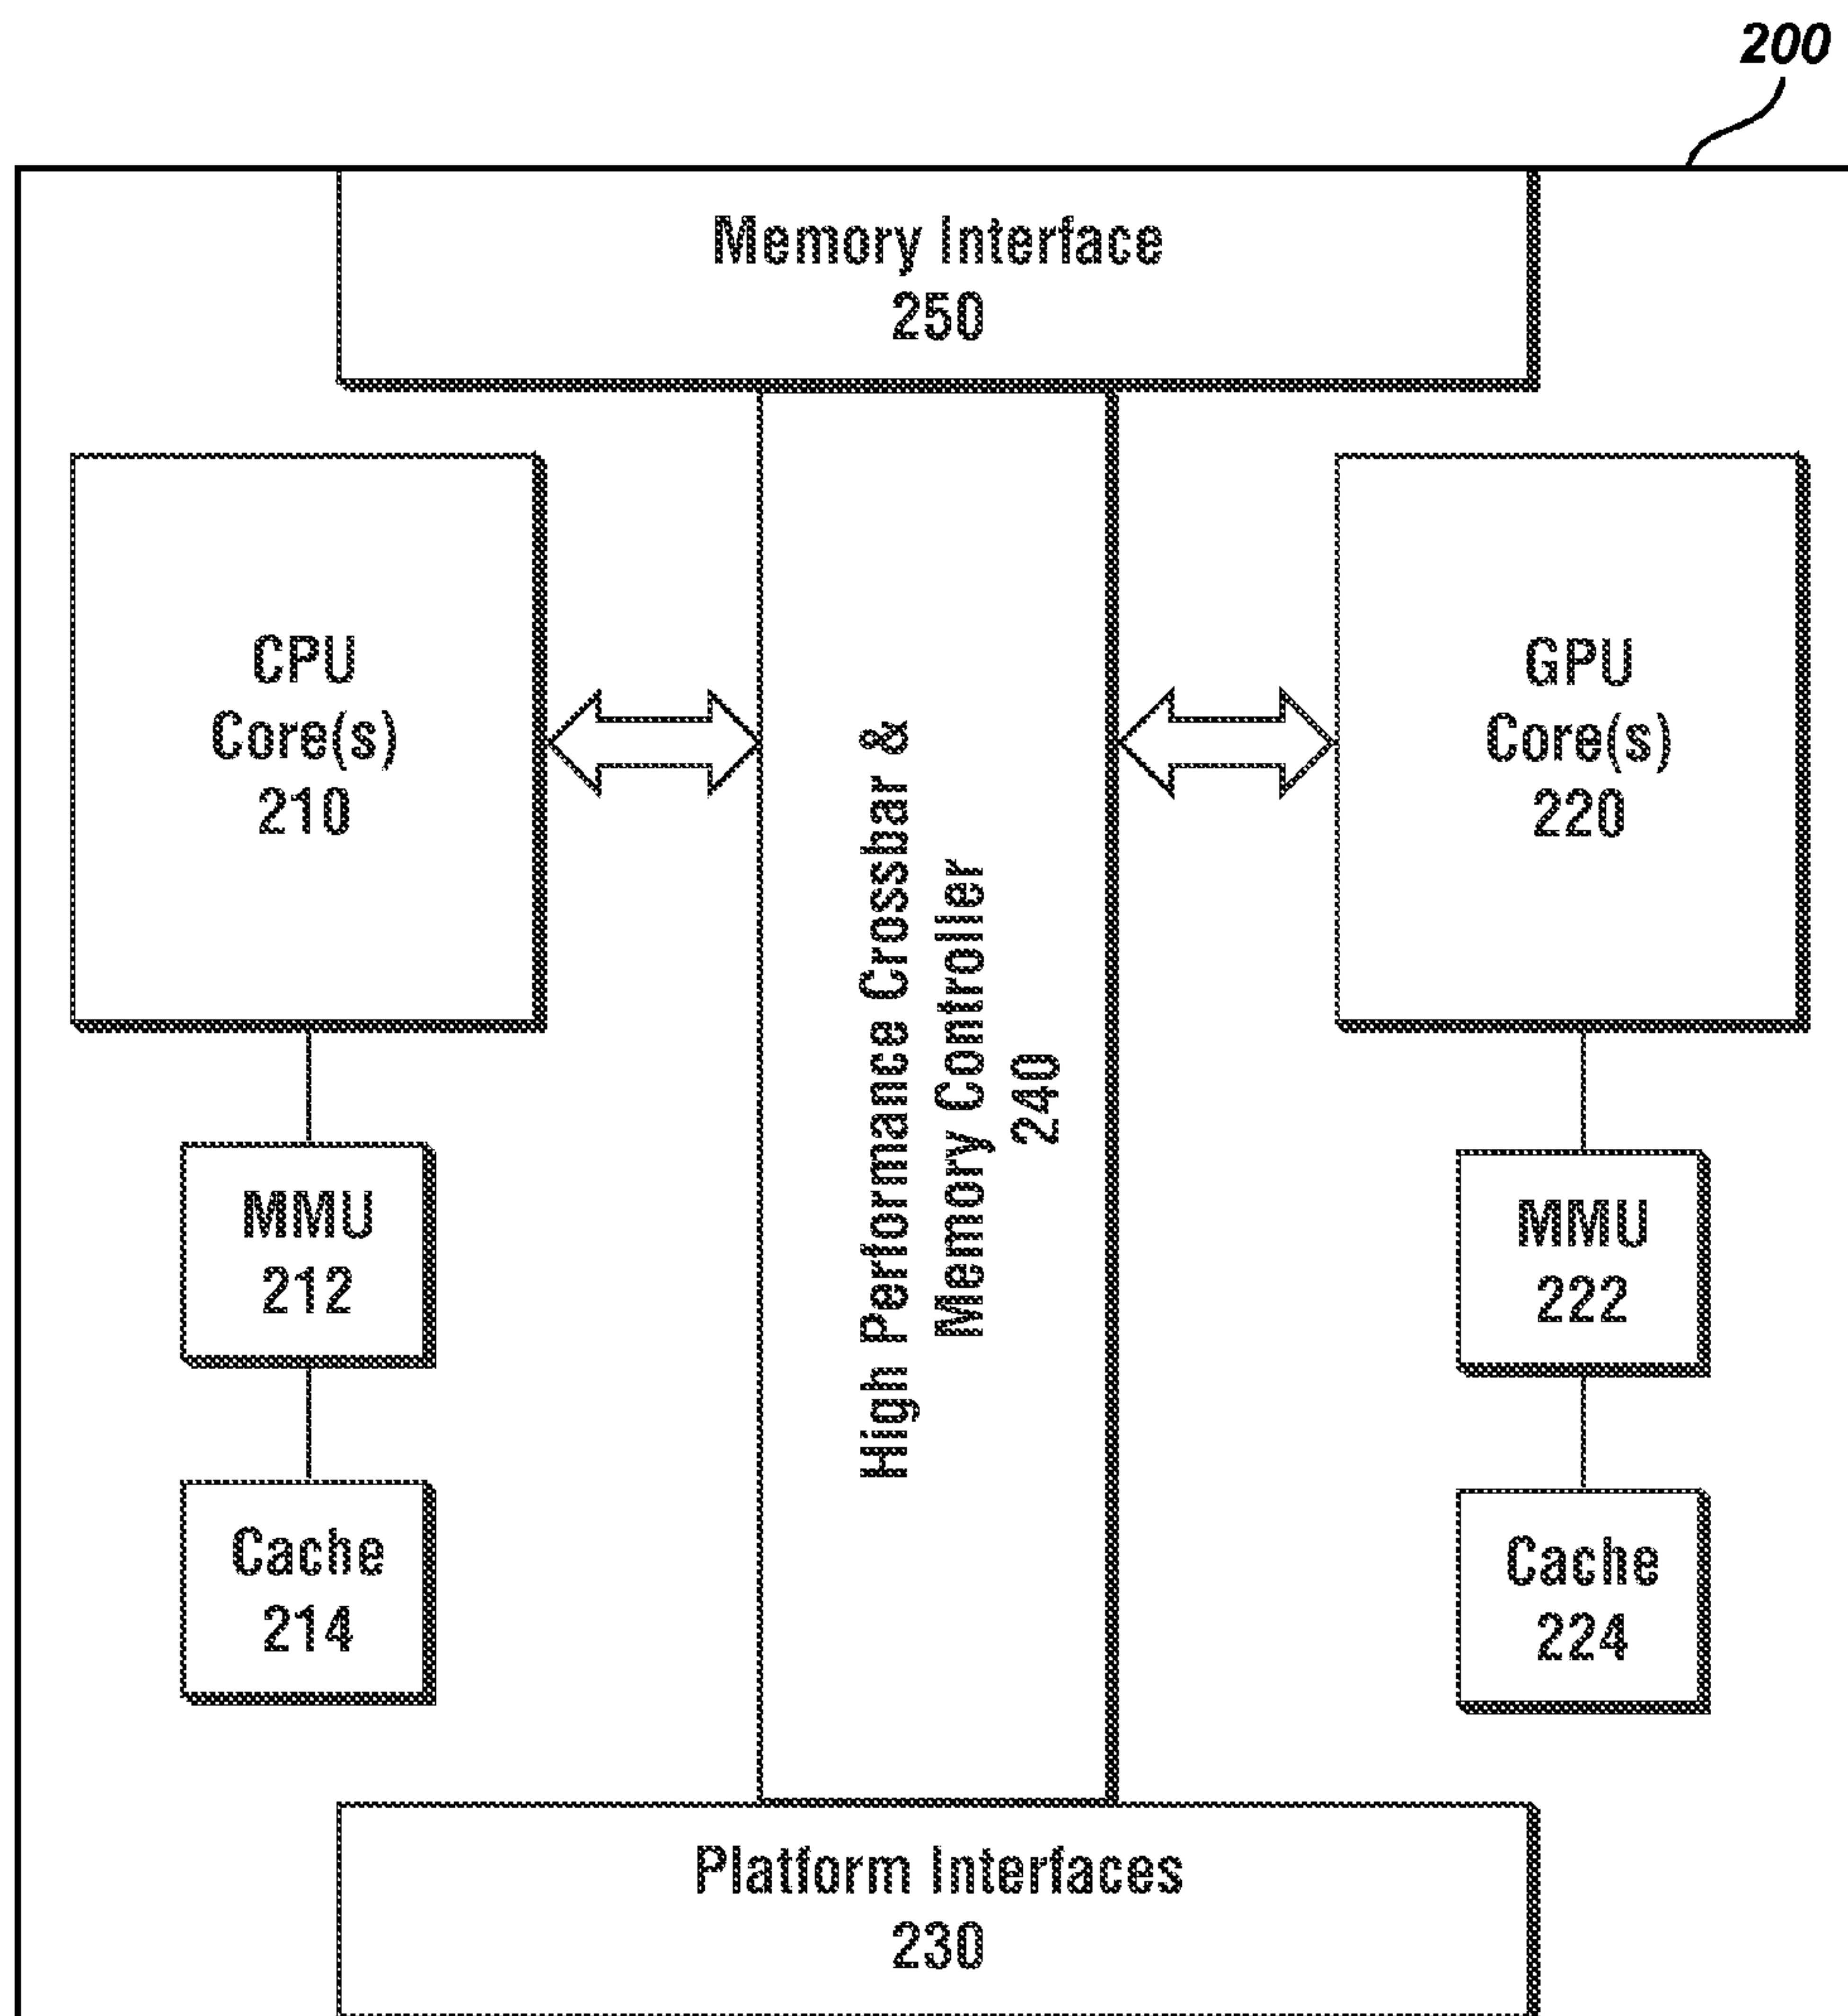 200
Memory Interface
250
CPU
Core(s)
210
High Performance Crossbar &
Memory Controller
240
GPU
Core(s)
220
MMU
212
MMU
222
Cache
214
Cache
224
Platform Interfaces
230